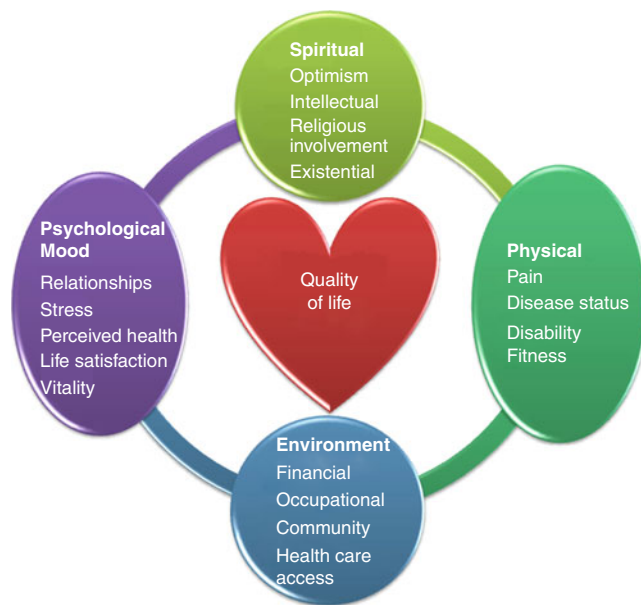 Spiritual
Optimism
Intellectual
Religious
involvement
Existential
Psychological
Mood
Relationships
Stress
Perceived health
Life satisfaction
Vitality
Quality
of life
Physical
Pain
Disease status
Disability
Fitness
Environment
Financial
Occupational
Community
Health care
access